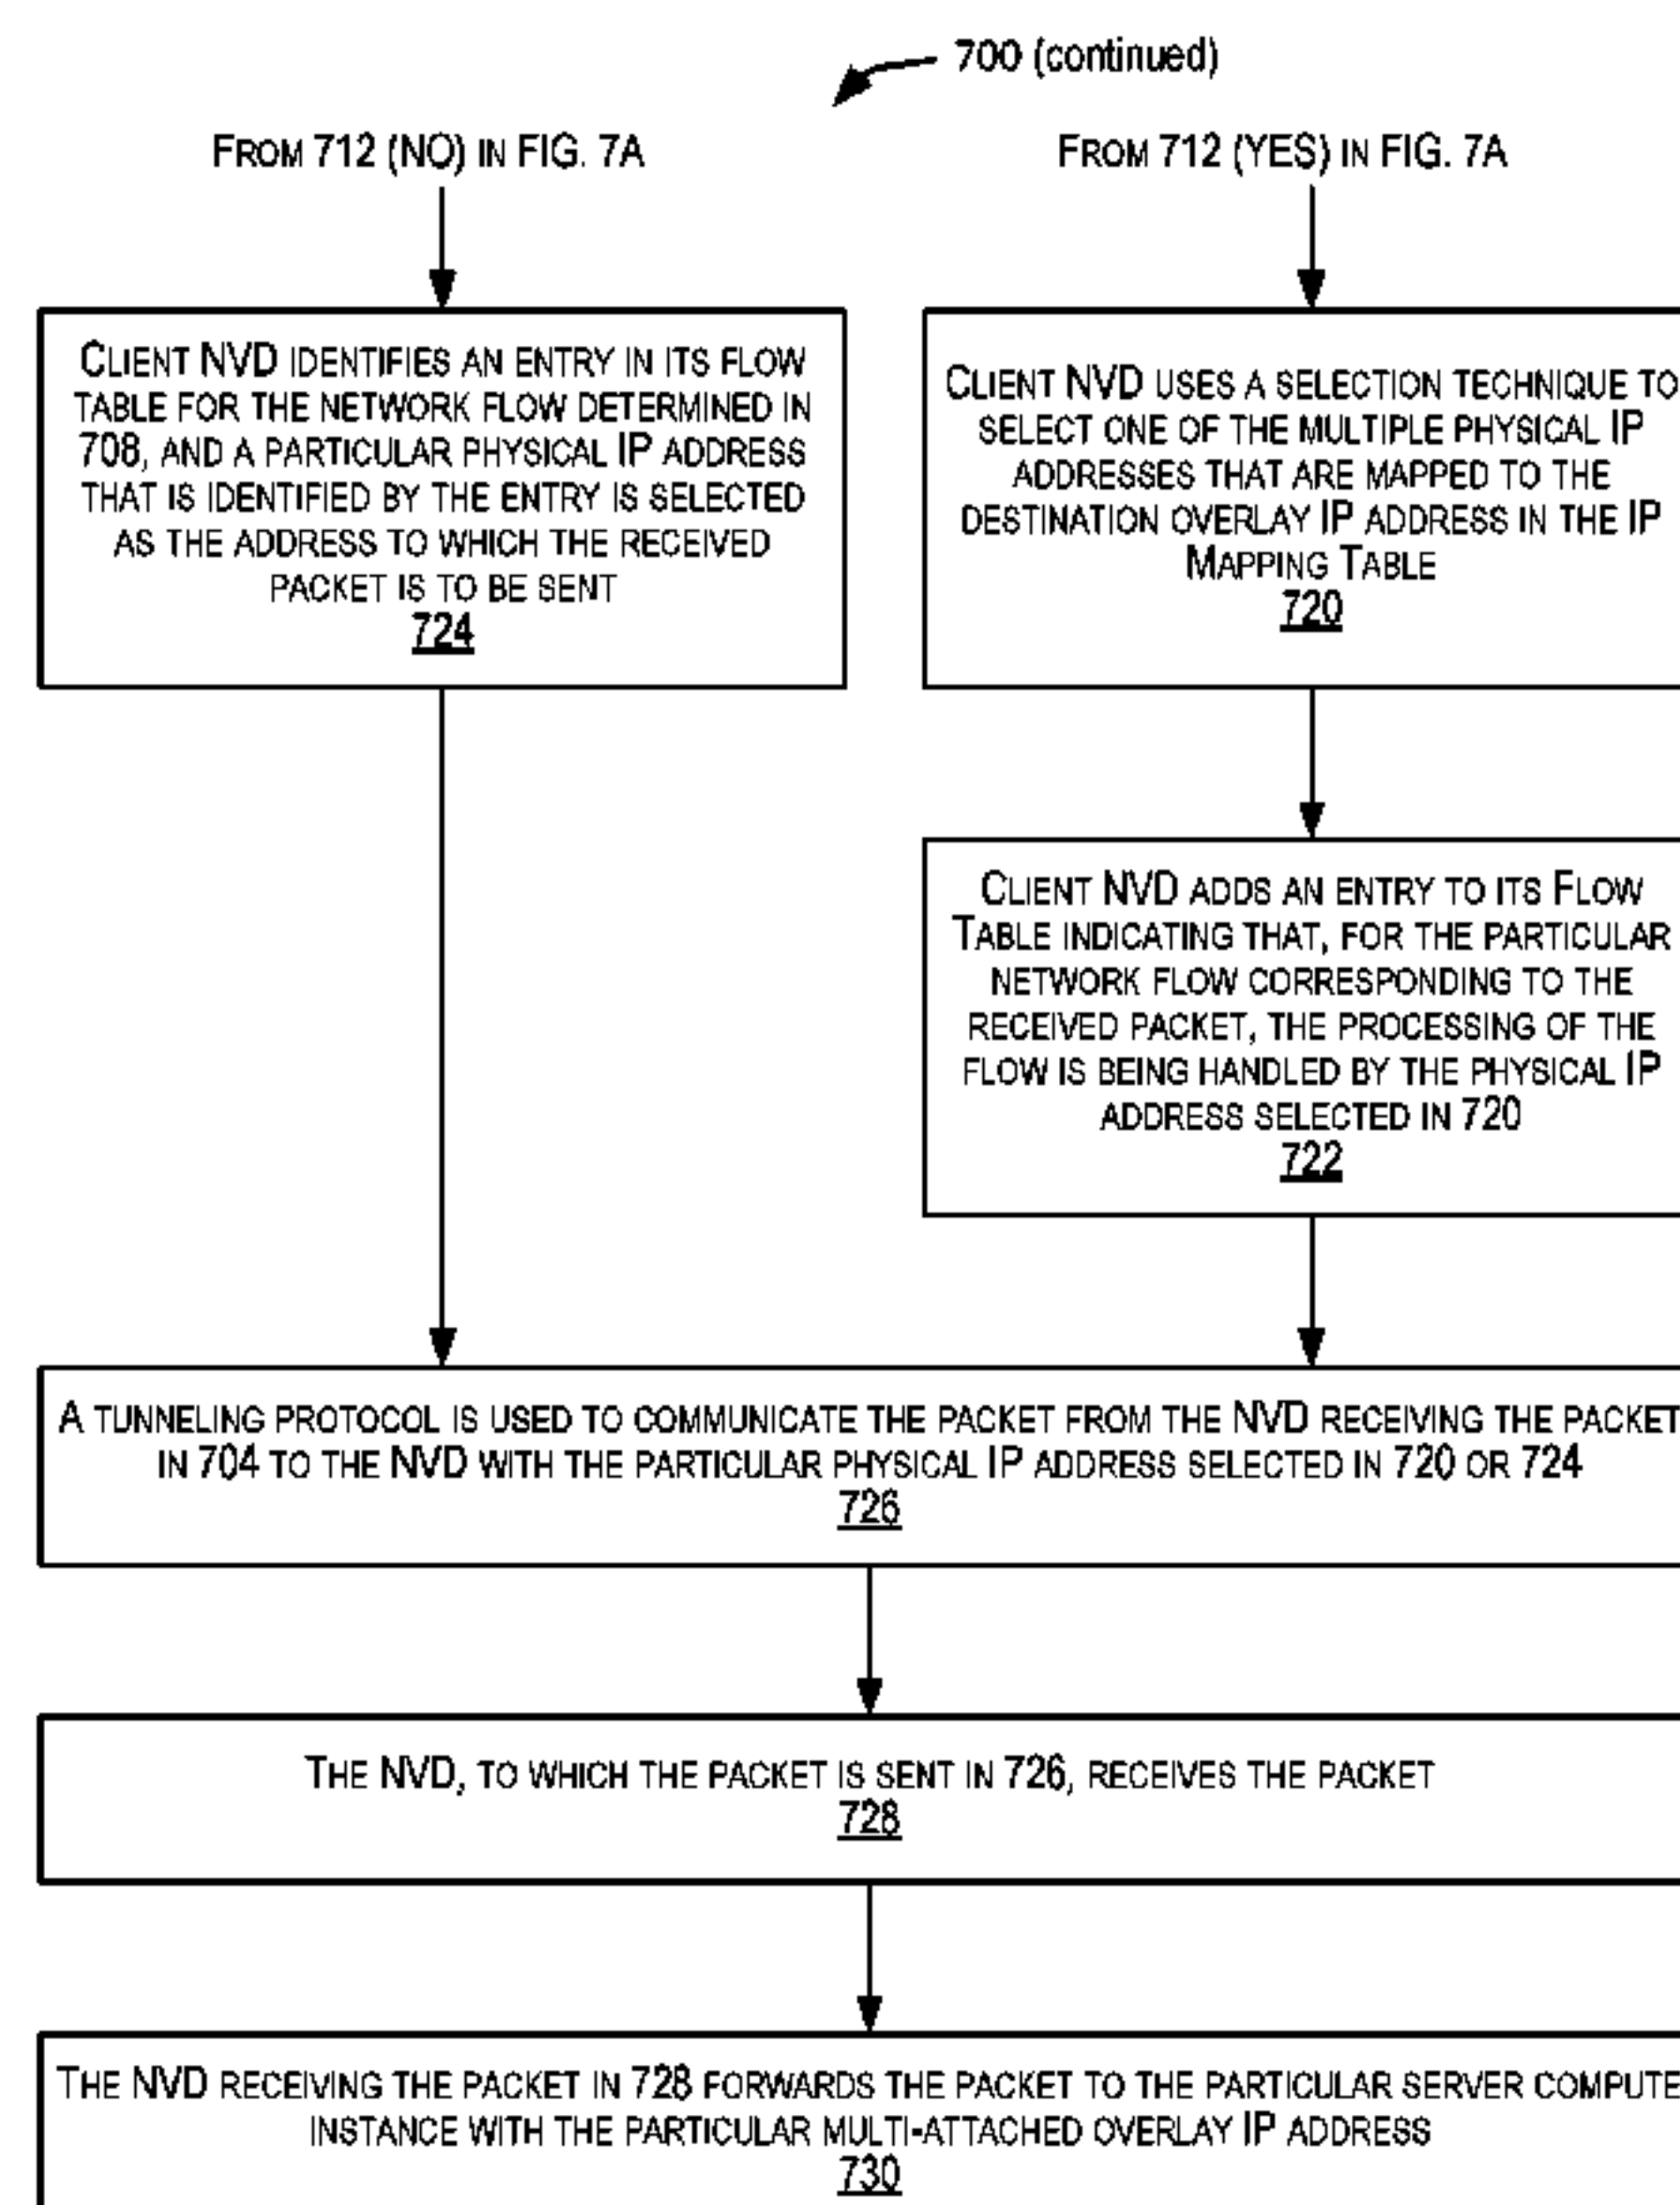 700 (continued)
FROM 712 (NO) IN FIG. 7A
FROM 712 (YES) IN FIG. 7A
CLIENT NVD IDENTIFIES AN ENTRY IN ITS FLOW
TABLE FOR THE NETWORK FLOW DETERMINED IN
708, AND A PARTICULAR PHYSICAL IP ADDRESS
THAT IS IDENTIFIED BY THE ENTRY IS SELECTED
AS THE ADDRESS TO WHICH THE RECEIVED
PACKET IS TO BE SENT
724
CLIENT NVD USES A SELECTION TECHNIQUE TO
SELECT ONE OF THE MULTIPLE PHYSICAL IP
ADDRESSES THAT ARE MAPPED TO THE
DESTINATION OVERLAY IP ADDRESS IN THE IP
MAPPING TABLE
720
CLIENT NVD ADDS AN ENTRY TO ITS FLOW
TABLE INDICATING THAT, FOR THE PARTICULAR
NETWORK FLOW CORRESPONDING TO THE
RECEIVED PACKET, THE PROCESSING OF THE
FLOW IS BEING HANDLED BY THE PHYSICAL IP
ADDRESS SELECTED IN 720
722
A TUNNELING PROTOCOL IS USED TO COMMUNICATE THE PACKET FROM THE NVD RECEIVING THE PACKET
IN 704 TO THE NVD WITH THE PARTICULAR PHYSICAL IP ADDRESS SELECTED IN 720 OR 724
726
THE NVD, TO WHICH THE PACKET IS SENT IN 726, RECEIVES THE PACKET
728
THE NVD RECEIVING THE PACKET IN 728 FORWARDS THE PACKET TO THE PARTICULAR SERVER COMPUTE
INSTANCE WITH THE PARTICULAR MULTI-ATTACHED OVERLAY IP ADDRESS
730